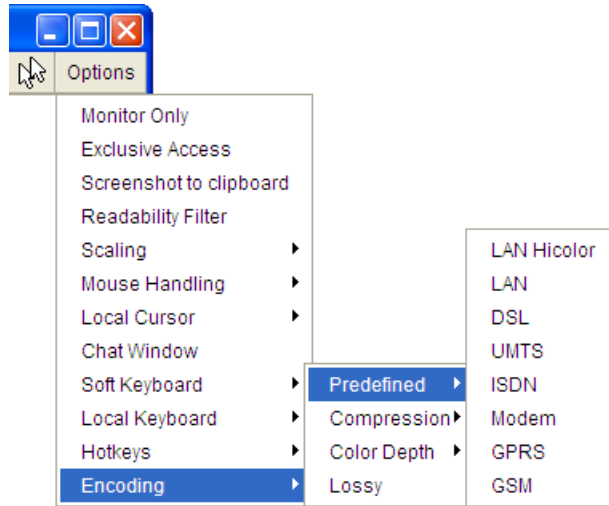 Options
Monitor Only
Exclusive Access
Screenshot to clipboard
Readability Filter
Scaling
Mouse Handling
Local Cursor
Chat Window
Soft Keyboard
Local Keyboard
Hotkeys
Encoding
Predefined
Compression
Color Depth
Lossy
LAN Hicolor
LAN
DSL
UMTS
ISDN
Modem
GPRS
GSM